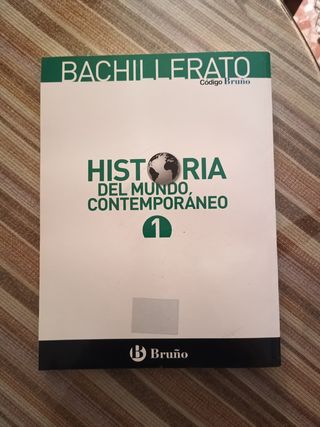 BACHILLERATO
Código Bruño
HISTORIA
DEL MUNDO
CONTEMPORÁNEO
1
B Bruño